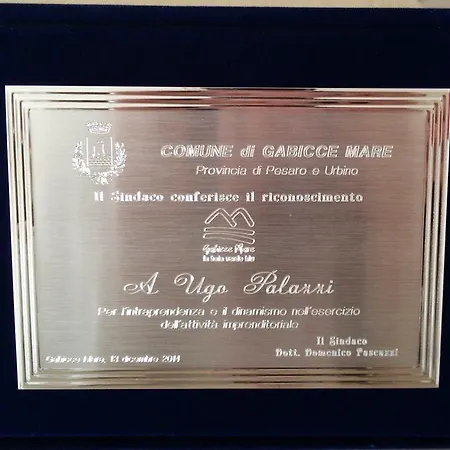 COMUNE di GABICCE MARE
Provincia di Pesaro e Urbino
Il Sindaco conferisce il riconoscimento
Gabicce Mare
A Ugo Palazzi
Per l'intraprendenza e il dinamismo nell'esercizio
dell'attività imprenditoriale
Gabicce Mare, 13 dicembre 2014
Il Sindaco
Dott. Domenico Pascuzzi